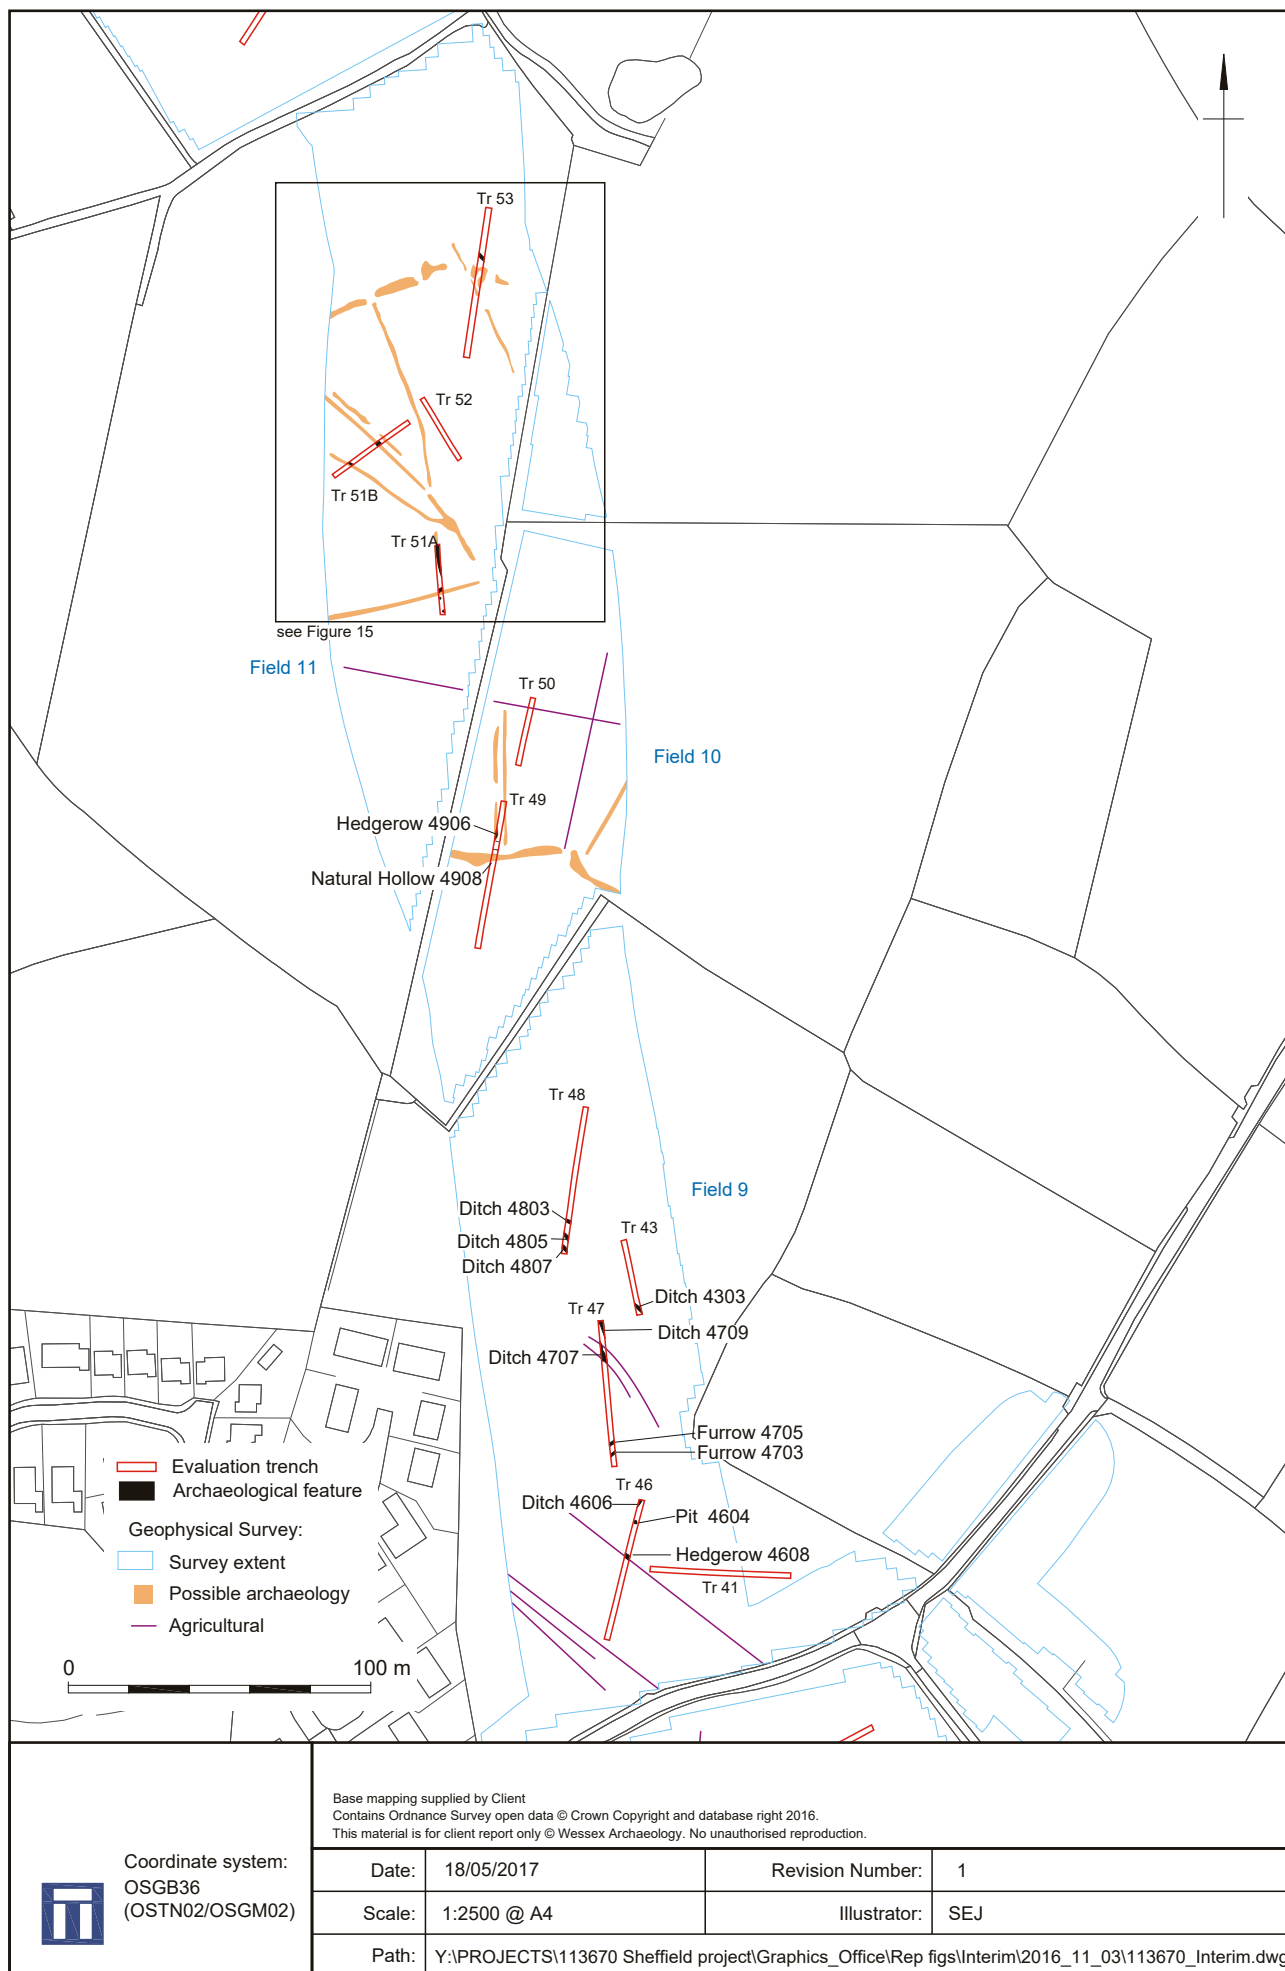 Tr 53
Tr 52
Tr 51B
Tr 51A
see Figure 15
Field 11
Tr 50
Field 10
Tr 49
Hedgerow 4906
Natural Hollow 4908
Tr 48
Field 9
Ditch 4803
Tr 43
Ditch 4805
Ditch 4807
Ditch 4303
Tr 47
Ditch 4709
Ditch 4707
Furrow 4705
Furrow 4703
Tr 46
Ditch 4606
Pit 4604
Hedgerow 4608
Tr 41
Evaluation trench
Archaeological feature
Geophysical Survey:
Survey extent
Possible archaeology
Agricultural
0 100 m
Base mapping supplied by Client
Contains Ordnance Survey open data © Crown Copyright and database right 2016.
This material is for client report only © Wessex Archaeology. No unauthorised reproduction.
Coordinate system:
OSGB36
(OSTN02/OSGM02)
Date: 18/05/2017 Revision Number: 1
Scale: 1:2500 @ A4 Illustrator: SEJ
Path: Y:\PROJECTS\113670 Sheffield project\Graphics_Office\Rep figs\Interim\2016_11_03\113670_Interim.dwg